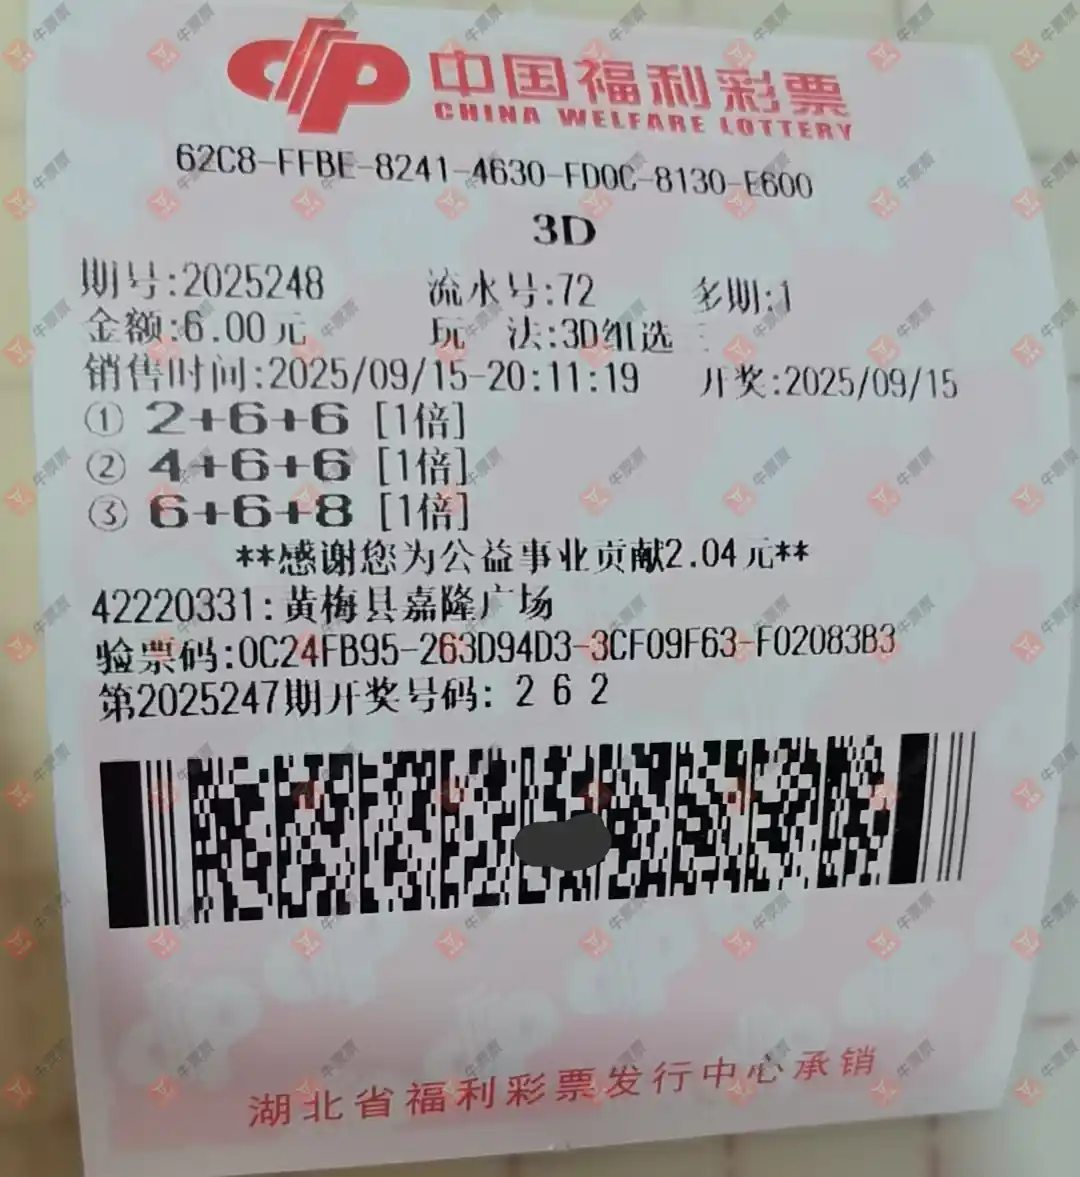 中国福利彩票
CHINA WELFARE LOTTERY
62C8-FFBE-8241-4630-FD0C-8130-E600
3D
期号:2025248 流水号:72 多期:1
金额:6.00元 玩 法:3D组选三
销售时间:2025/09/15-20:11:19 开奖:2025/09/15
① 2+6+6 [1倍]
② 4+6+6 [1倍]
③ 6+6+8 [1倍]
**感谢您为公益事业贡献2.04元**
42220331:黄梅县嘉隆广场
验票码:0C24FB95-263D94D3-3CF09F63-F02083B3
第2025247期开奖号码: 2 6 2
湖北省福利彩票发行中心承销
牛票票